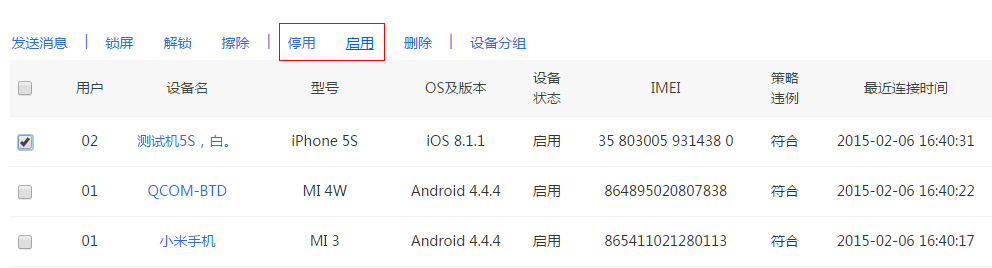 发送消息 | 锁屏 解锁 擦除 | 停用 启用 删除 | 设备分组
用户 设备名 型号 OS及版本 设备状态 IMEI 策略违例 最近连接时间
02 测试机5S，白。 iPhone 5S iOS 8.1.1 启用 35 803005 931438 0 符合 2015-02-06 16:40:31
01 QCOM-BTD MI 4W Android 4.4.4 启用 864895020807838 符合 2015-02-06 16:40:22
01 小米手机 MI 3 Android 4.4.4 启用 865411021280113 符合 2015-02-06 16:40:17